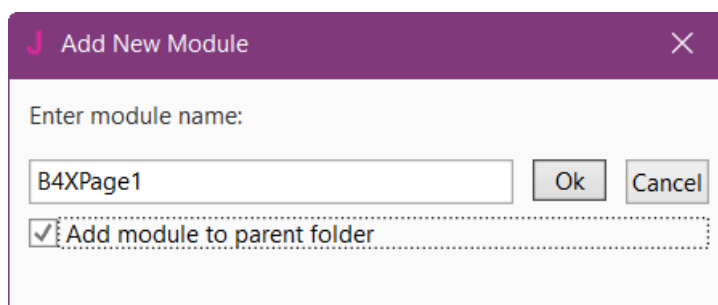 J Add New Module
Enter module name:
B4XPage1 Ok Cancel
Add module to parent folder